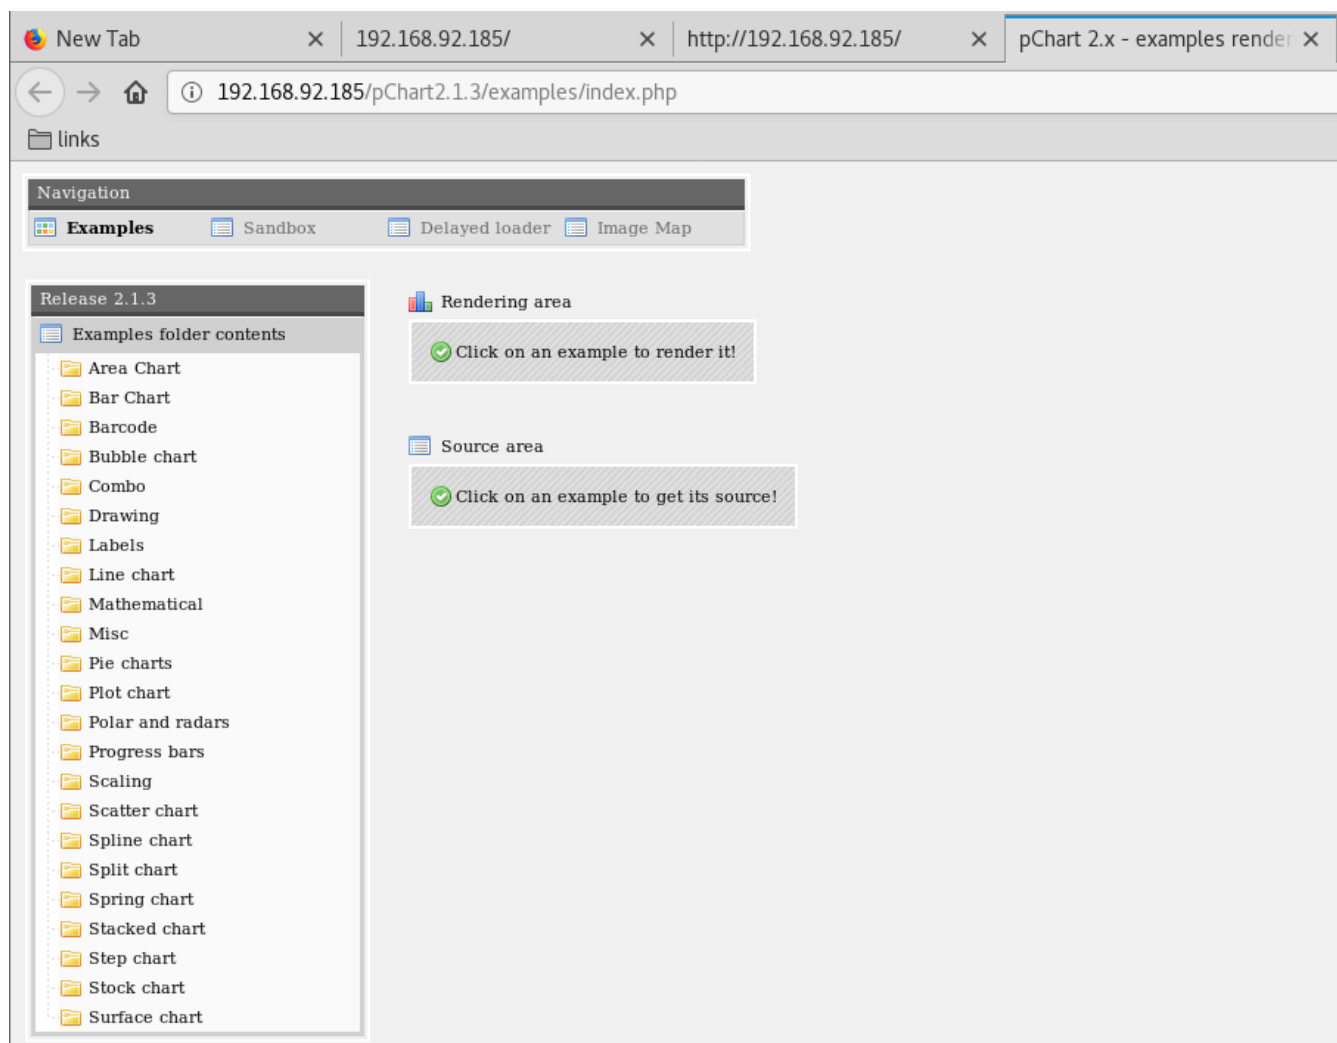 New Tab 192.168.92.185/ http://192.168.92.185/ pChart 2.x - examples render
192.168.92.185/pChart2.1.3/examples/index.php
links
Navigation
Examples Sandbox Delayed loader Image Map
Release 2.1.3
Examples folder contents
Area Chart
Bar Chart
Barcode
Bubble chart
Combo
Drawing
Labels
Line chart
Mathematical
Misc
Pie charts
Plot chart
Polar and radars
Progress bars
Scaling
Scatter chart
Spline chart
Split chart
Spring chart
Stacked chart
Step chart
Stock chart
Surface chart
Rendering area
Click on an example to render it!
Source area
Click on an example to get its source!